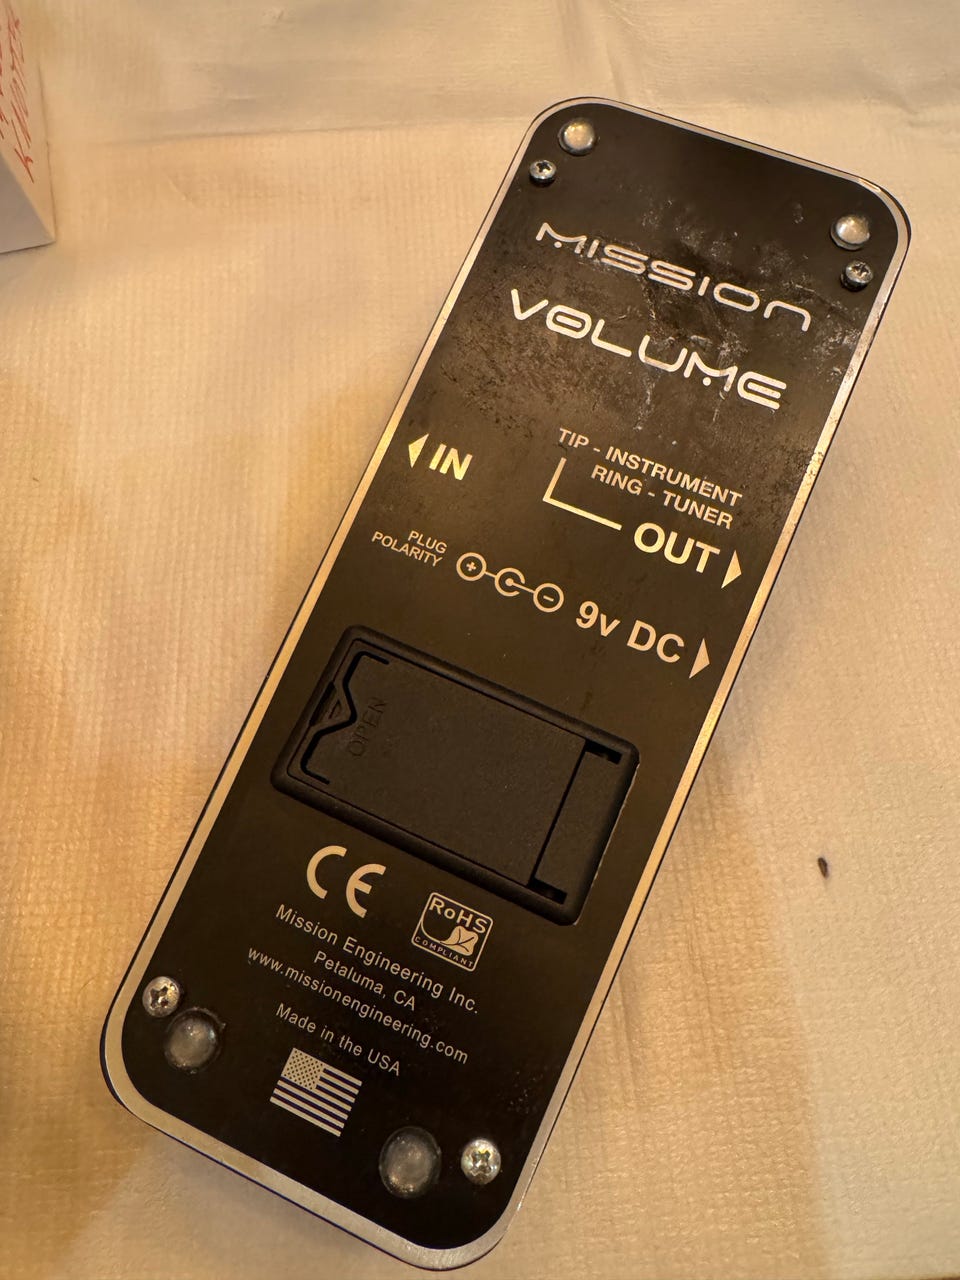 MISSION
VOLUME
IN
TIP - INSTRUMENT
RING - TUNER
OUT
PLUG
POLARITY
+ -
9v DC
OPEN
CE
RoHS
COMPLIANT
Mission Engineering Inc.
Petaluma, CA
www.missionengineering.com
Made in the USA